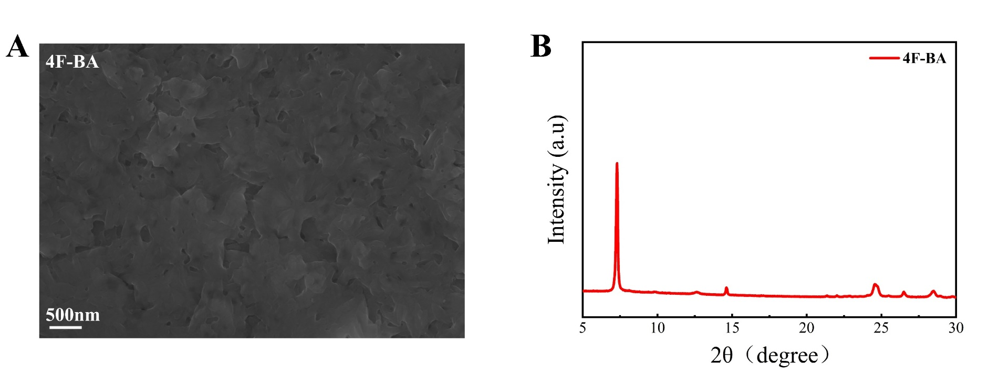 A
4F-BA
500nm
B
4F-BA
Intensity (a.u)
5 10 15 20 25 30
2θ（degree）